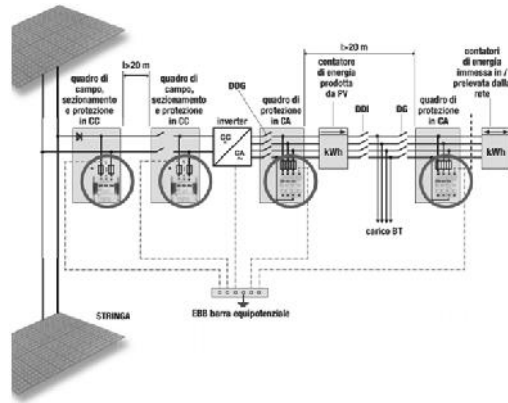 quadro di
campo,
sezionamento
e protezione
in CC
l>20 m
quadro di
campo,
sezionamento
e protezione
in CC
inverter
DDG
quadro di
protezione
in CA
l>20 m
contatore
di energia
prodotta
da PV
DDI
DG
quadro di
protezione
in CA
contatori
di energia
immessa in /
prelevata dalla
rete
CC
CA
kWh
kWh
carico BT
STRINGA
EBB barra equipotenziale